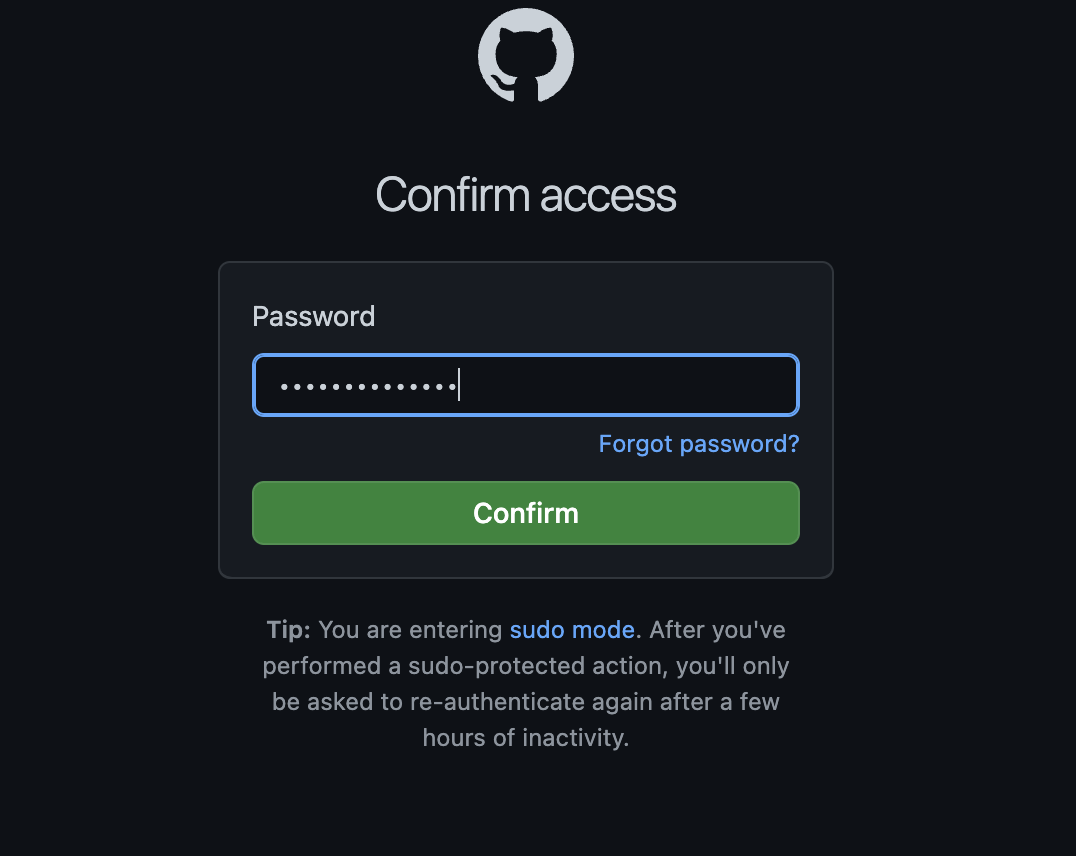 Confirm access
Password
••••••••••••••
Forgot password?
Confirm
Tip: You are entering sudo mode. After you've
performed a sudo-protected action, you'll only
be asked to re-authenticate again after a few
hours of inactivity.